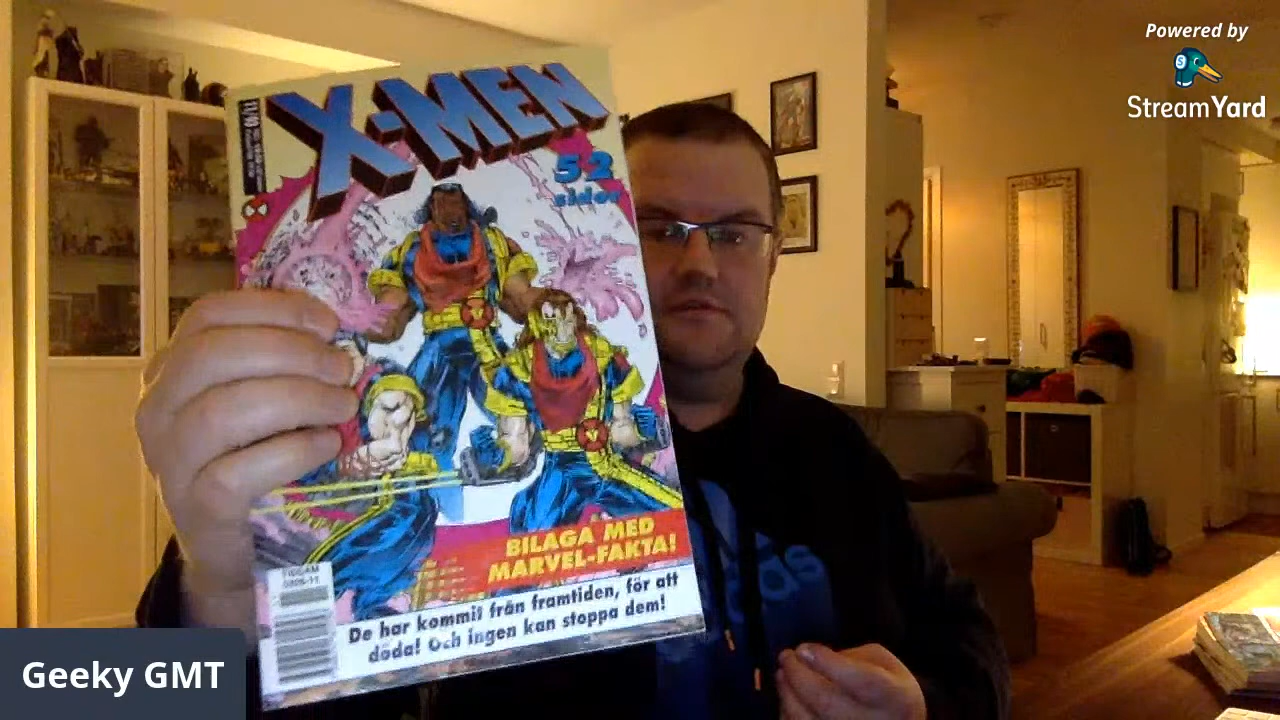 Powered by
StreamYard
X-MEN
52
sidor
BILAGA MED
MARVEL-FAKTA!
De har kommit från framtiden, för att
döda! Och ingen kan stoppa dem!
Geeky GMT